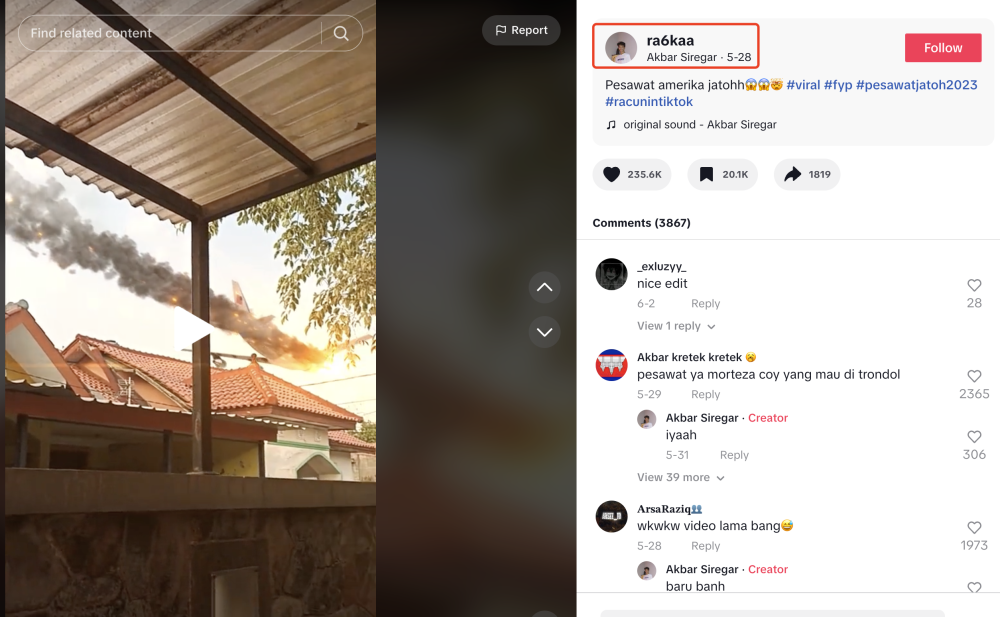 Find related content
Report
ra6kaa
Akbar Siregar · 5-28
Follow
Pesawat amerika jatohh😱😱🤯 #viral #fyp #pesawatjatoh2023
#racunintiktok
original sound - Akbar Siregar
235.6K
20.1K
1819
Comments (3867)
_exluzyy_
nice edit
6-2 Reply
28
View 1 reply
Akbar kretek kretek
pesawat ya morteza coy yang mau di trondol
5-29 Reply
2365
Akbar Siregar · Creator
iyaah
5-31 Reply
306
View 39 more
ArsaRaziq👥
wkwkw video lama bang😅
5-28 Reply
1973
Akbar Siregar · Creator
baru banh